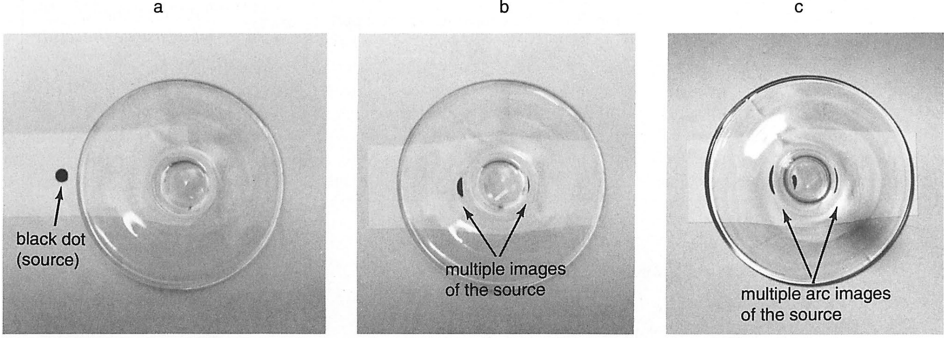 a
b
c
black dot
(source)
multiple images
of the source
multiple arc images
of the source